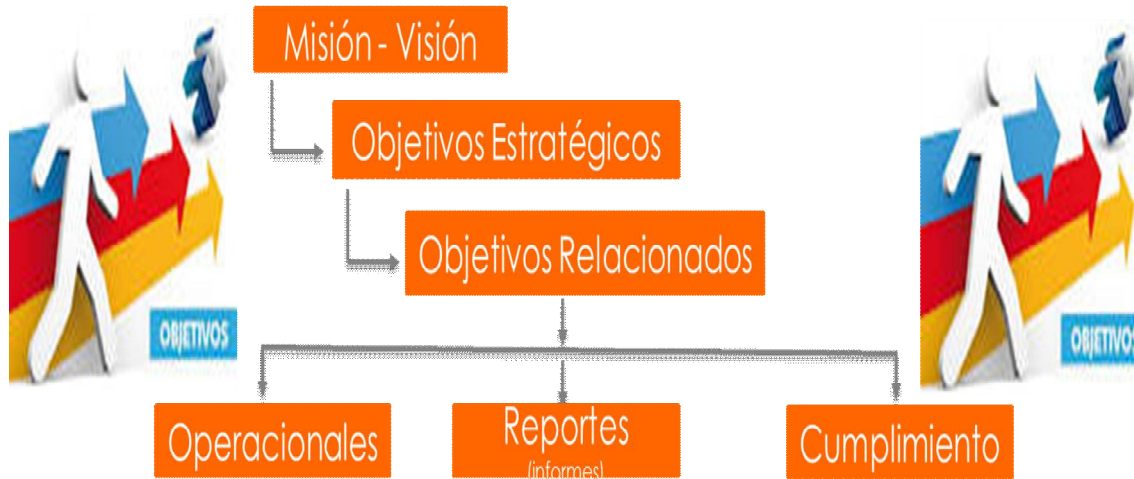 Misión - Visión
Objetivos Estratégicos
Objetivos Relacionados
OBJETIVOS
OBJETIVOS
Operacionales
Reportes
(informes)
Cumplimiento